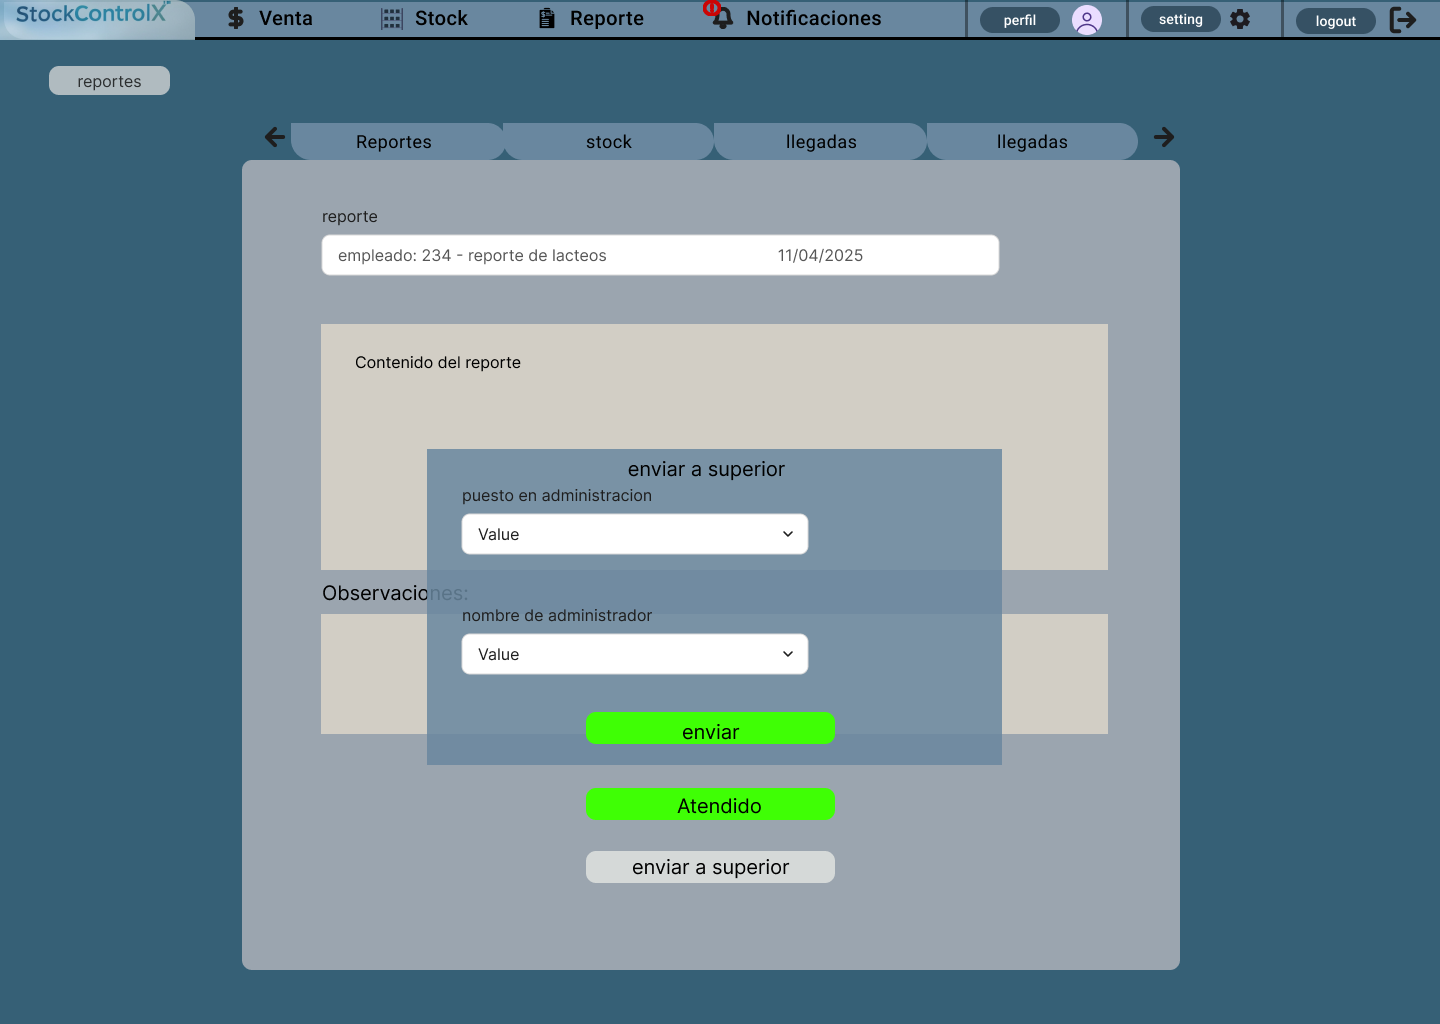 StockControlX
Venta
Stock
Reporte
0
Notificaciones
perfil
setting
logout
reportes
Reportes
stock
llegadas
llegadas
reporte
empleado: 234 - reporte de lacteos 11/04/2025
Contenido del reporte
enviar a superior
puesto en administracion
Value
Observaciones:
nombre de administrador
Value
enviar
Atendido
enviar a superior